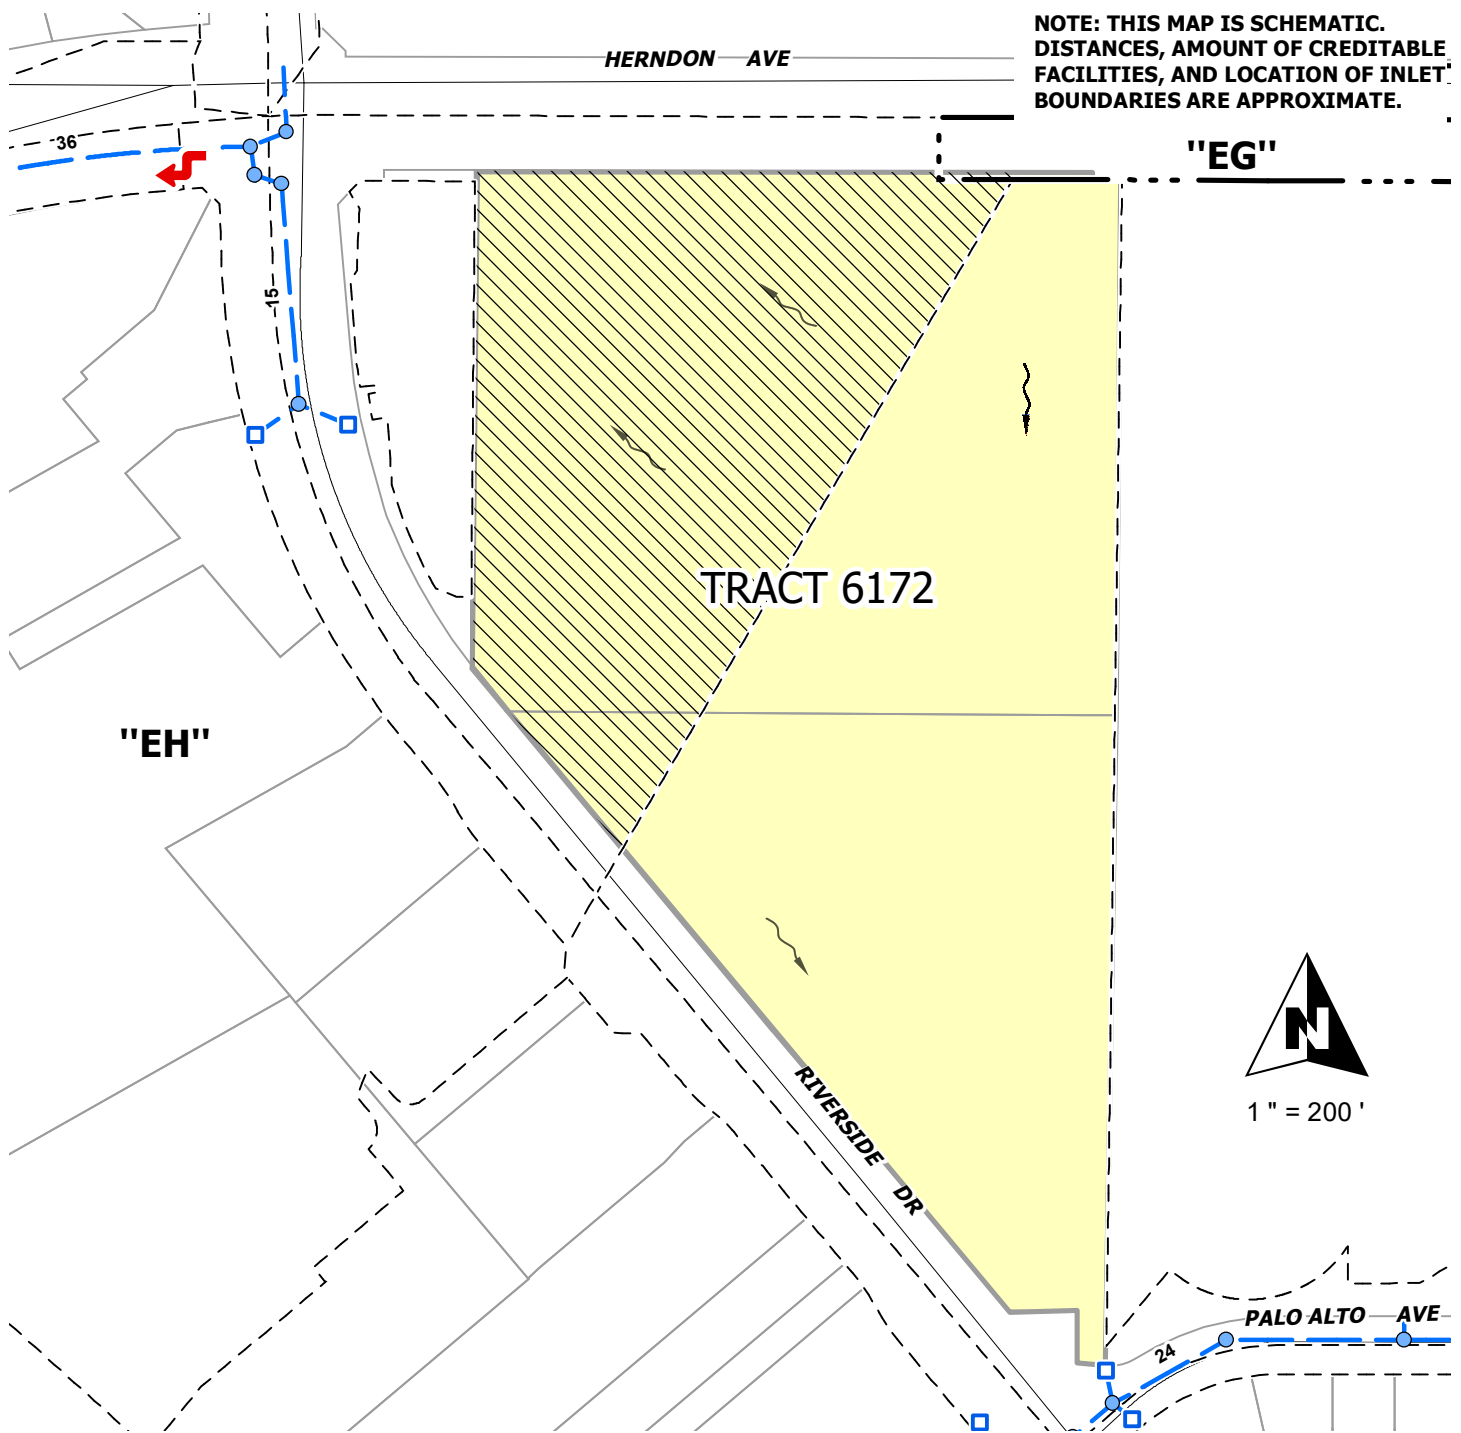 NOTE: THIS MAP IS SCHEMATIC.
DISTANCES, AMOUNT OF CREDITABLE
FACILITIES, AND LOCATION OF INLET
BOUNDARIES ARE APPROXIMATE.
HERNDON AVE
36
"EG"
15
TRACT 6172
"EH"
N
1 " = 200 '
RIVERSIDE DR
PALO ALTO AVE
24